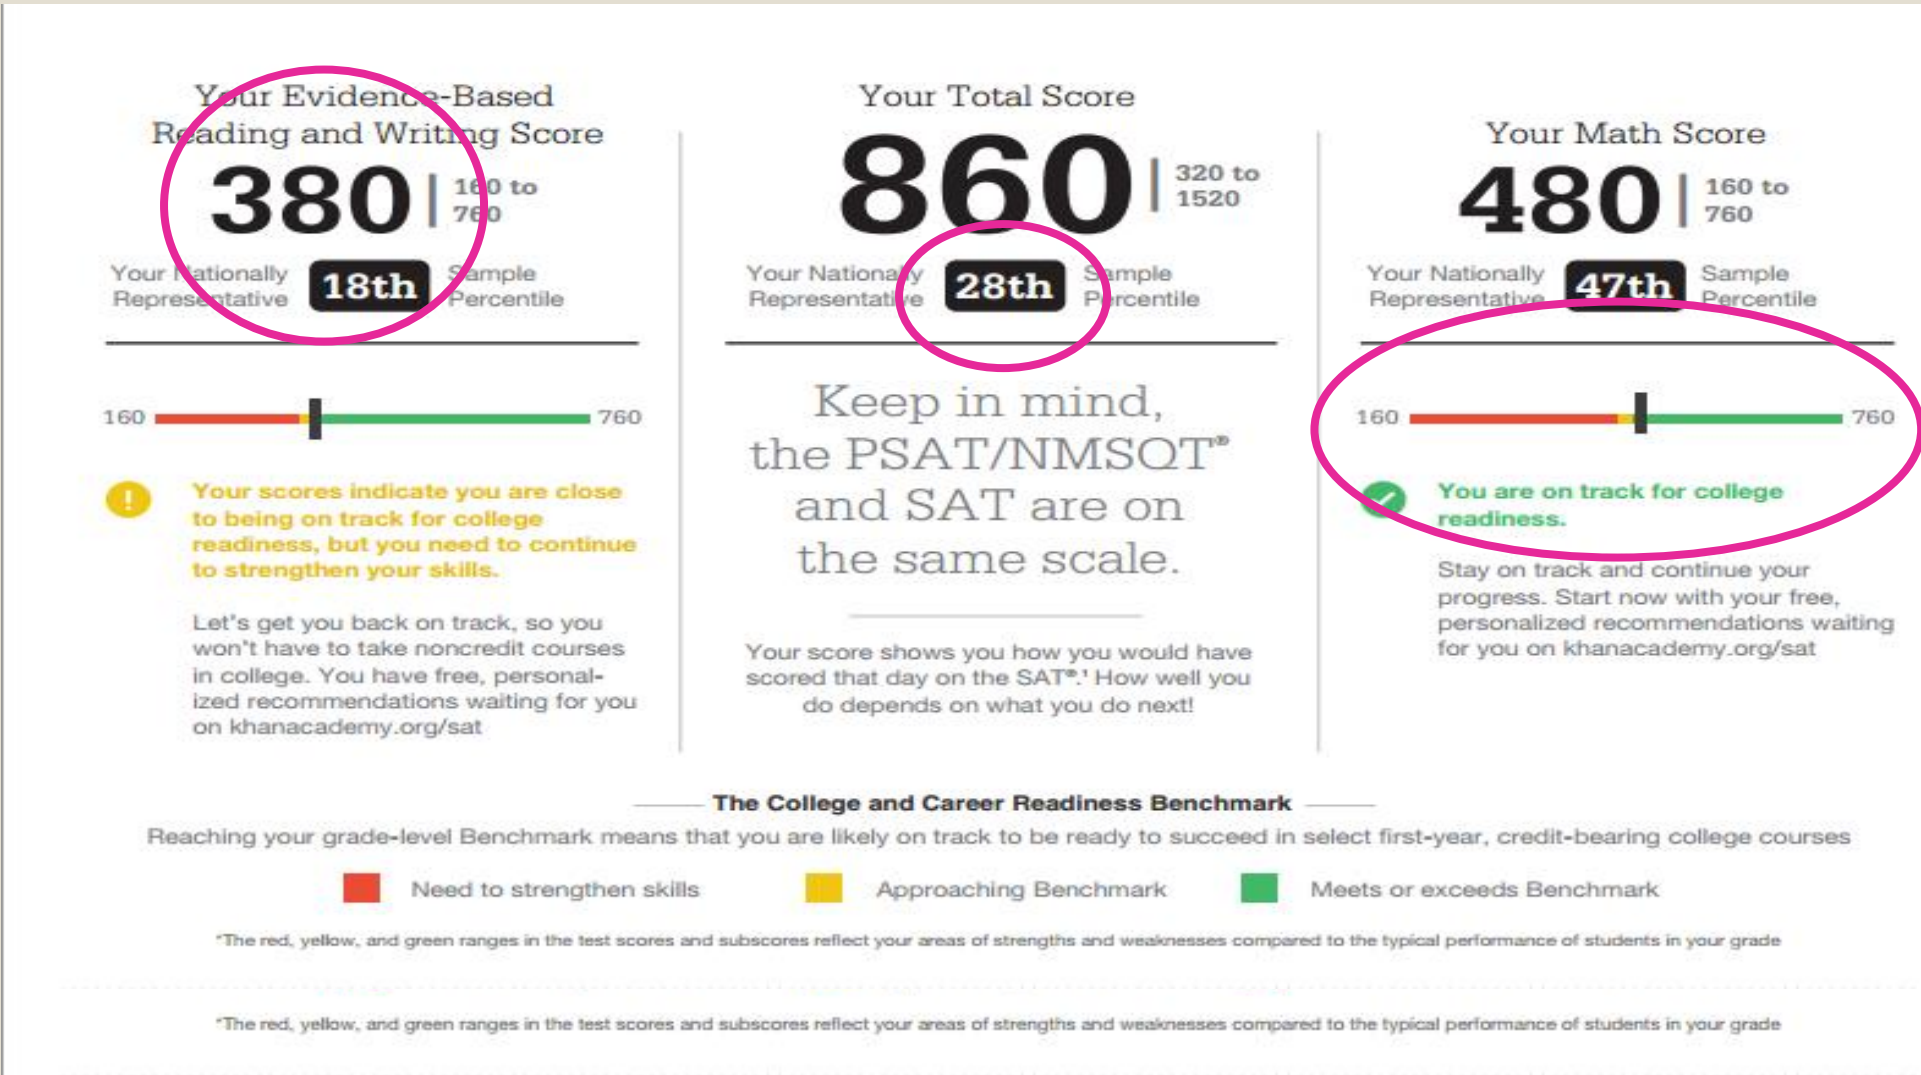 Your Evidence-Based
Reading and Writing Score
380
160 to
760
Your Nationally
Representative
18th
Sample
Percentile
160
760
!
Your scores indicate you are close
to being on track for college
readiness, but you need to continue
to strengthen your skills.
Let's get you back on track, so you
won't have to take noncredit courses
in college. You have free, personal-
ized recommendations waiting for you
on khanacademy.org/sat
Your Total Score
860
320 to
1520
Your Nationally
Representative
28th
Sample
Percentile
Keep in mind,
the PSAT/NMSQT®
and SAT are on
the same scale.
Your score shows you how you would have
scored that day on the SAT®.¹ How well you
do depends on what you do next!
Your Math Score
480
160 to
760
Your Nationally
Representative
47th
Sample
Percentile
160
760
You are on track for college
readiness.
Stay on track and continue your
progress. Start now with your free,
personalized recommendations waiting
for you on khanacademy.org/sat
The College and Career Readiness Benchmark
Reaching your grade-level Benchmark means that you are likely on track to be ready to succeed in select first-year, credit-bearing college courses
Need to strengthen skills
Approaching Benchmark
Meets or exceeds Benchmark
*The red, yellow, and green ranges in the test scores and subscores reflect your areas of strengths and weaknesses compared to the typical performance of students in your grade
*The red, yellow, and green ranges in the test scores and subscores reflect your areas of strengths and weaknesses compared to the typical performance of students in your grade